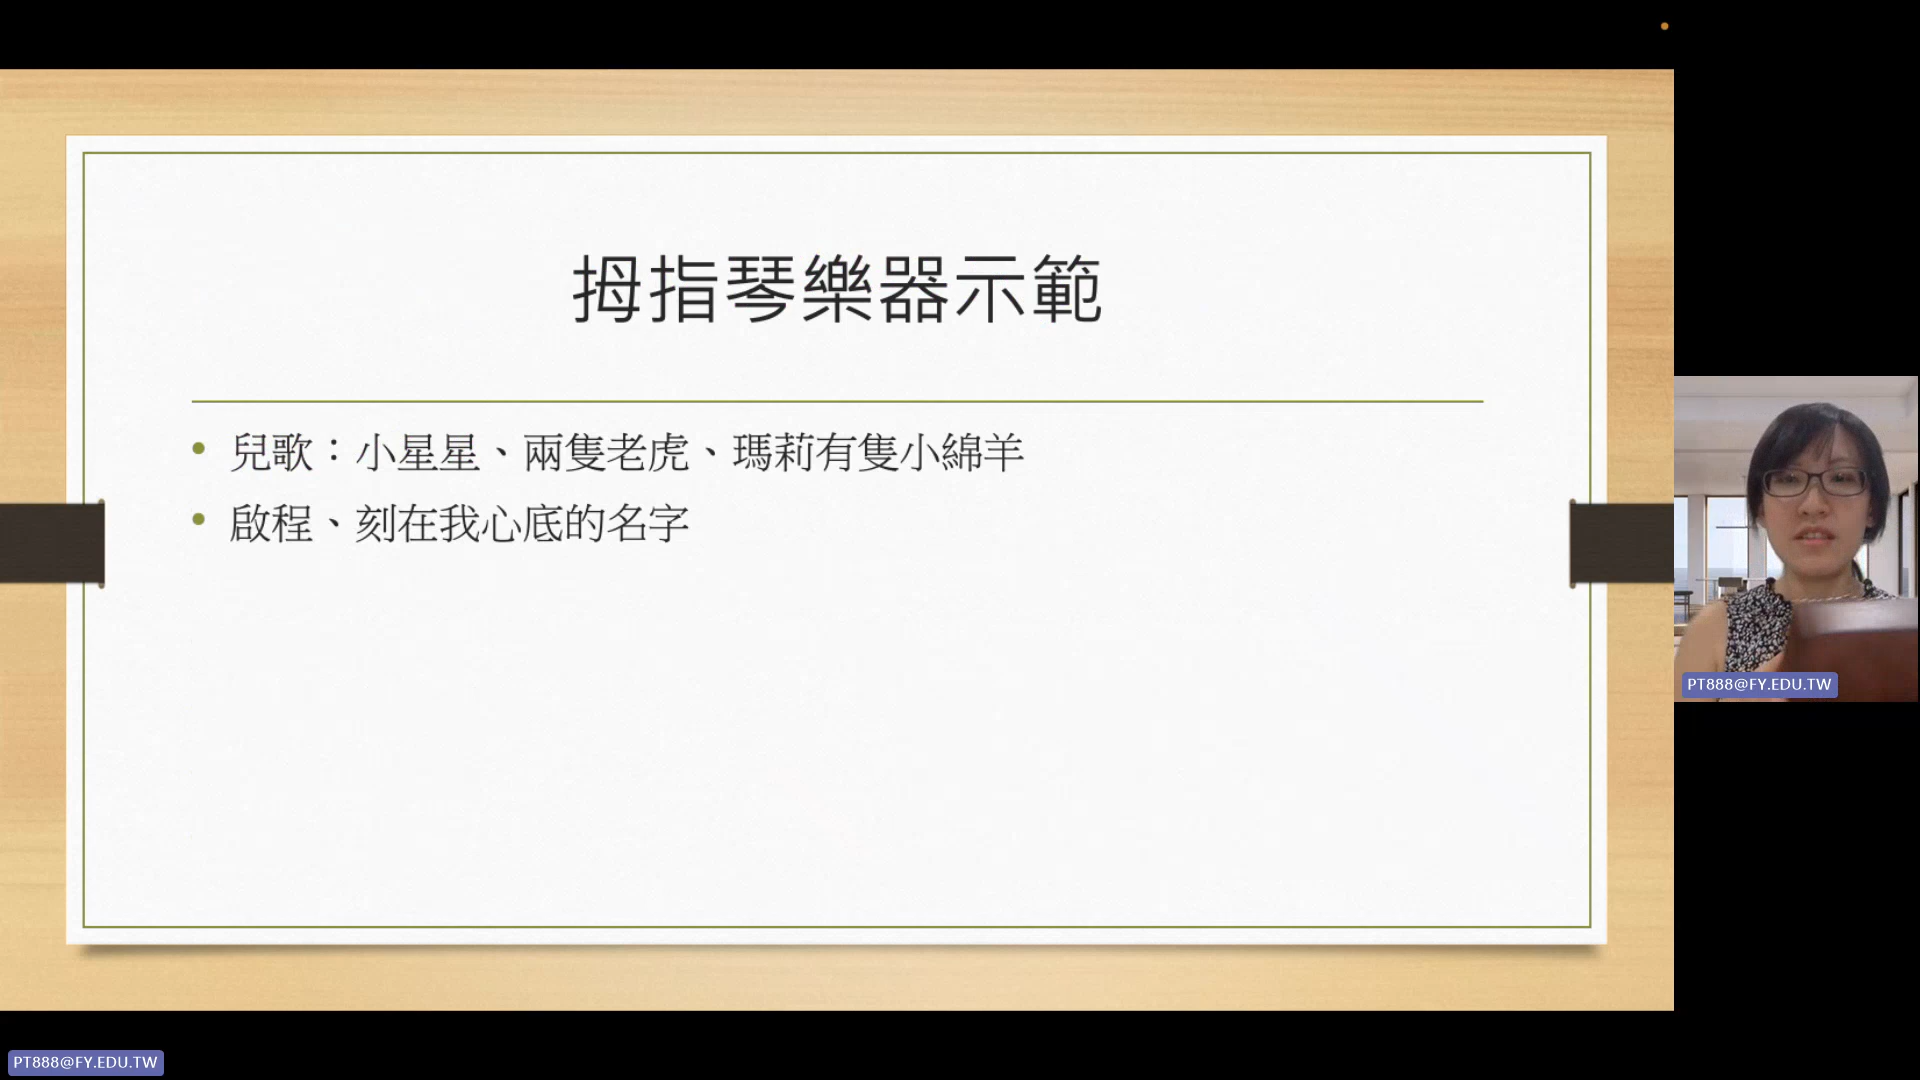 拇指琴樂器示範
• 兒歌：小星星、兩隻老虎、瑪莉有隻小綿羊
• 啟程、刻在我心底的名字
PT888@FY.EDU.TW
PT888@FY.EDU.TW